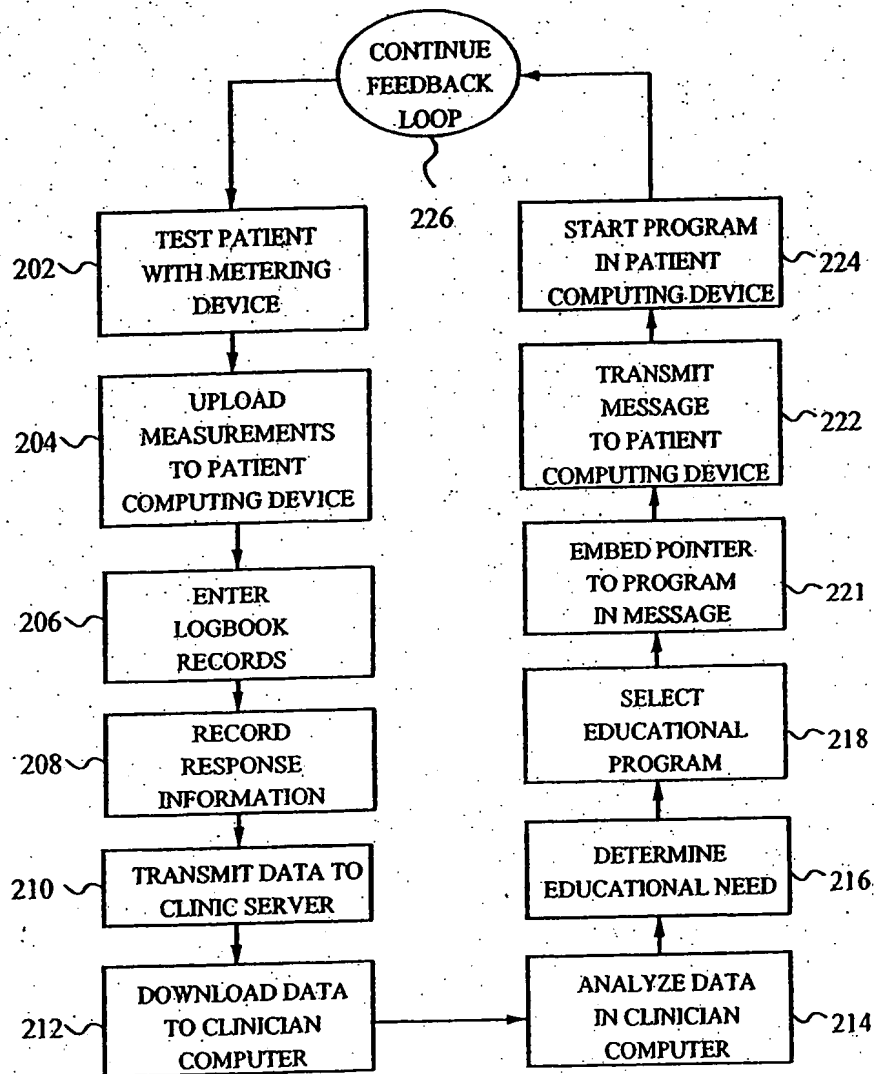 CONTINUE
FEEDBACK
LOOP
226
202
TEST PATIENT
WITH METERING
DEVICE
204
UPLOAD
MEASUREMENTS
TO PATIENT
COMPUTING DEVICE
206
ENTER
LOGBOOK
RECORDS
208
RECORD
RESPONSE
INFORMATION
210
TRANSMIT DATA TO
CLINIC SERVER
212
DOWNLOAD DATA
TO CLINICIAN
COMPUTER
ANALYZE DATA
IN CLINICIAN
COMPUTER
214
DETERMINE
EDUCATIONAL NEED
216
SELECT
EDUCATIONAL
PROGRAM
218
EMBED POINTER
TO PROGRAM
IN MESSAGE
221
TRANSMIT
MESSAGE
TO PATIENT
COMPUTING DEVICE
222
START PROGRAM
IN PATIENT
COMPUTING DEVICE
224